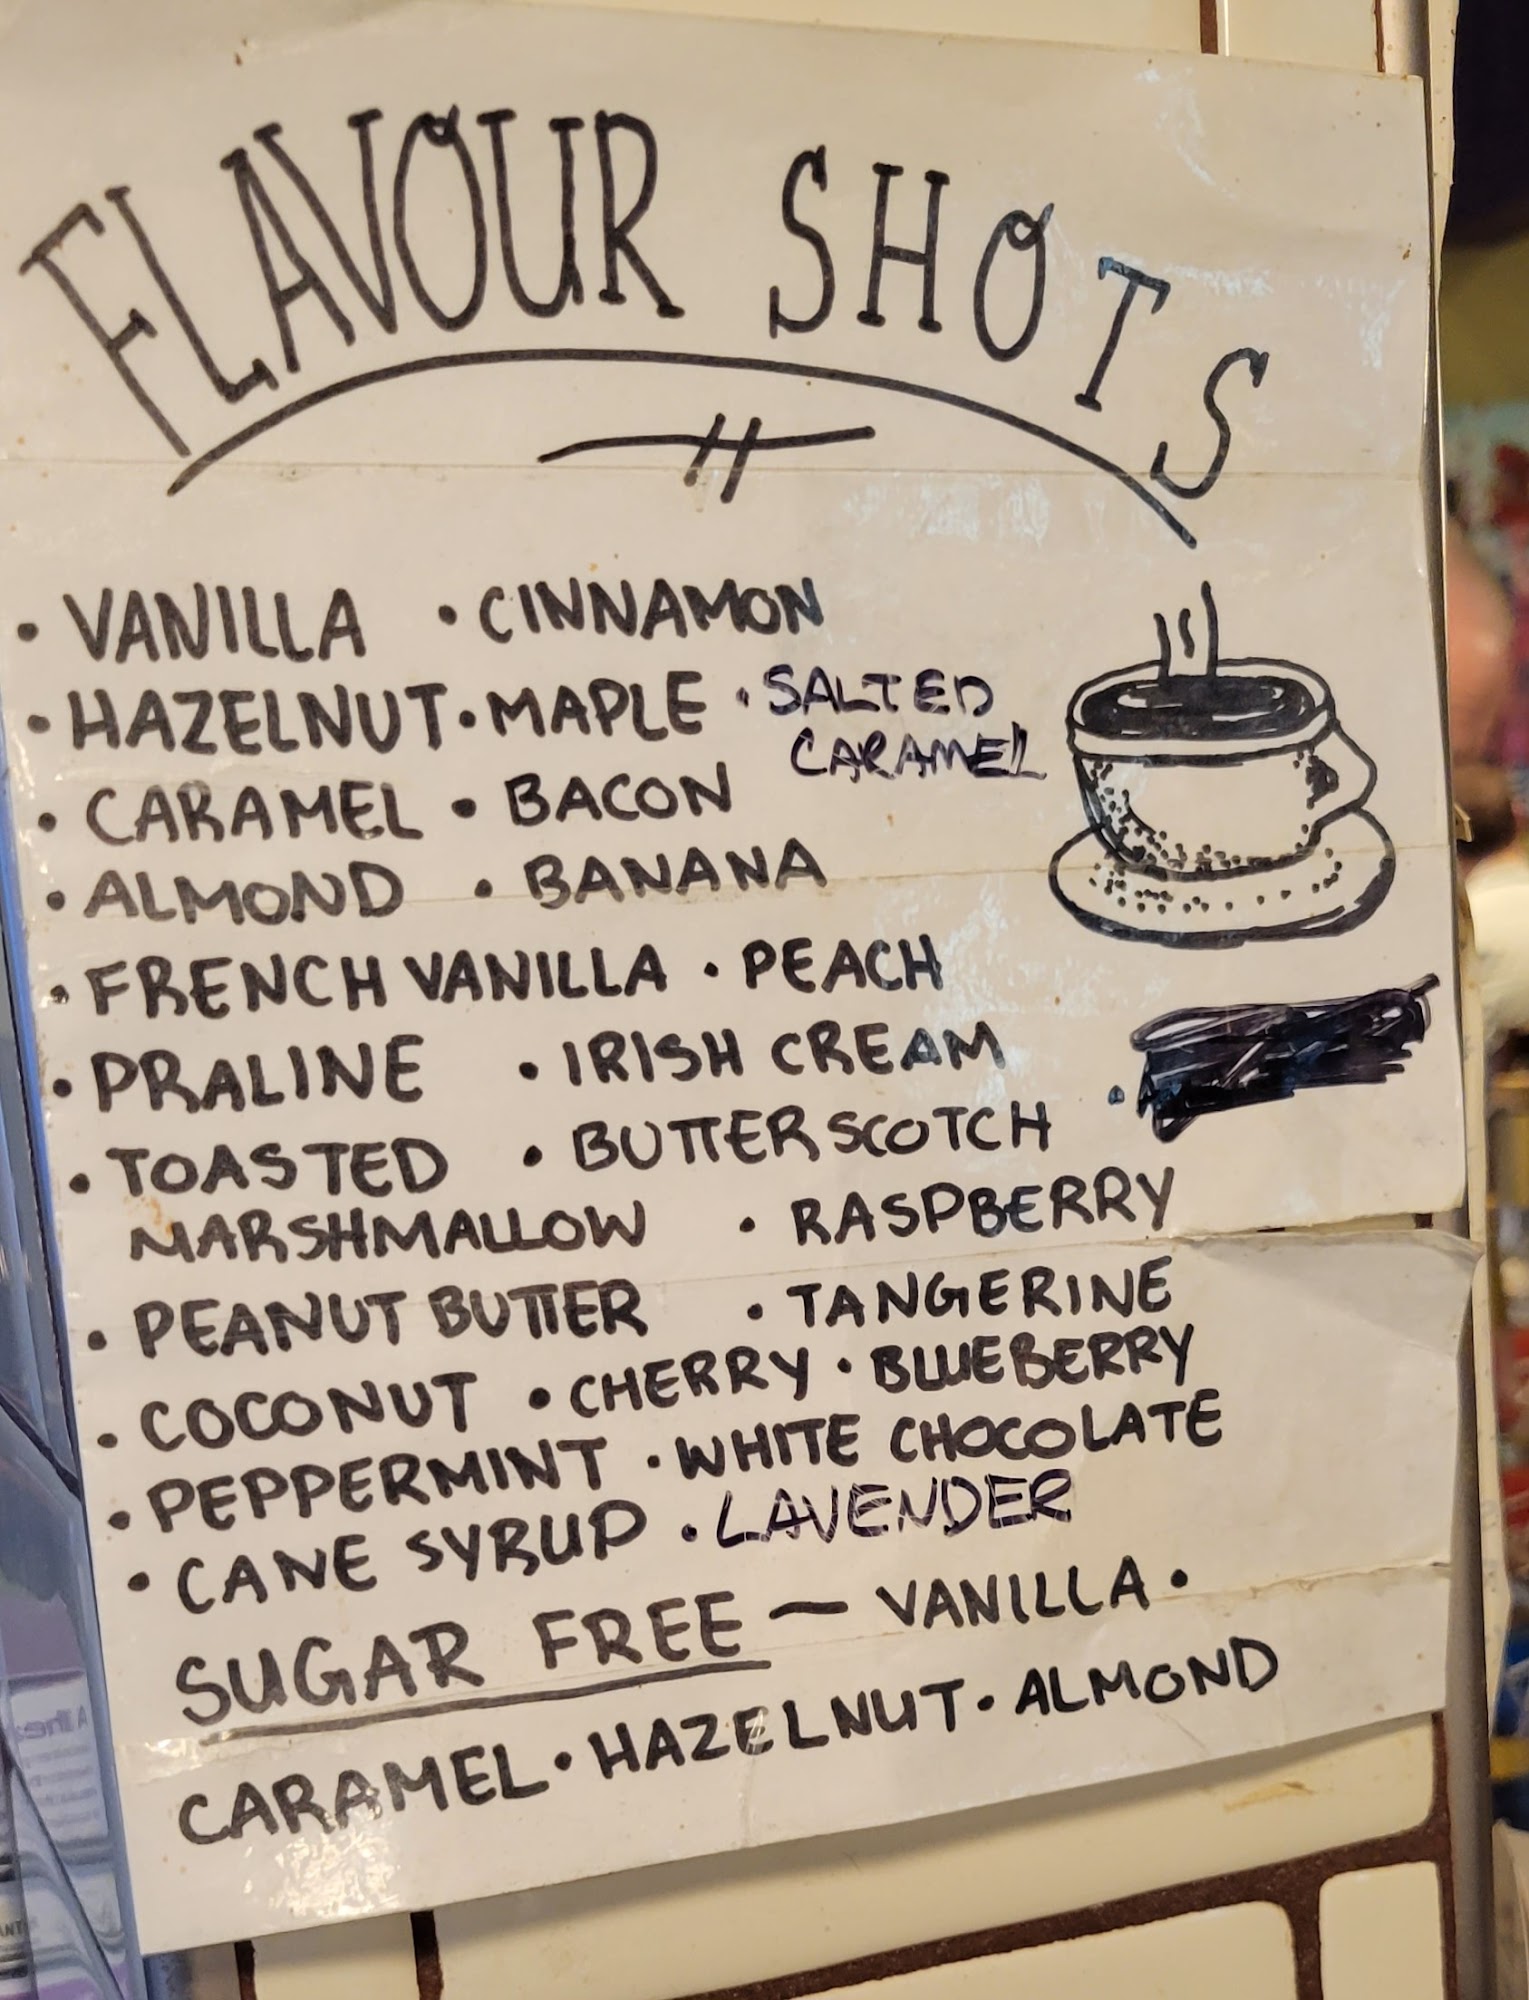 FLAVOUR SHOTS
• VANILLA • CINNAMON
• HAZELNUT • MAPLE • SALTED CARAMEL
• CARAMEL • BACON
• ALMOND • BANANA
• FRENCH VANILLA • PEACH
• PRALINE • IRISH CREAM
• TOASTED • BUTTERSCOTCH
MARSHMALLOW • RASPBERRY
• PEANUT BUTTER • TANGERINE
• COCONUT • CHERRY • BLUEBERRY
• PEPPERMINT • WHITE CHOCOLATE
• CANE SYRUP • LAVENDER
SUGAR FREE — VANILLA •
CARAMEL • HAZELNUT • ALMOND